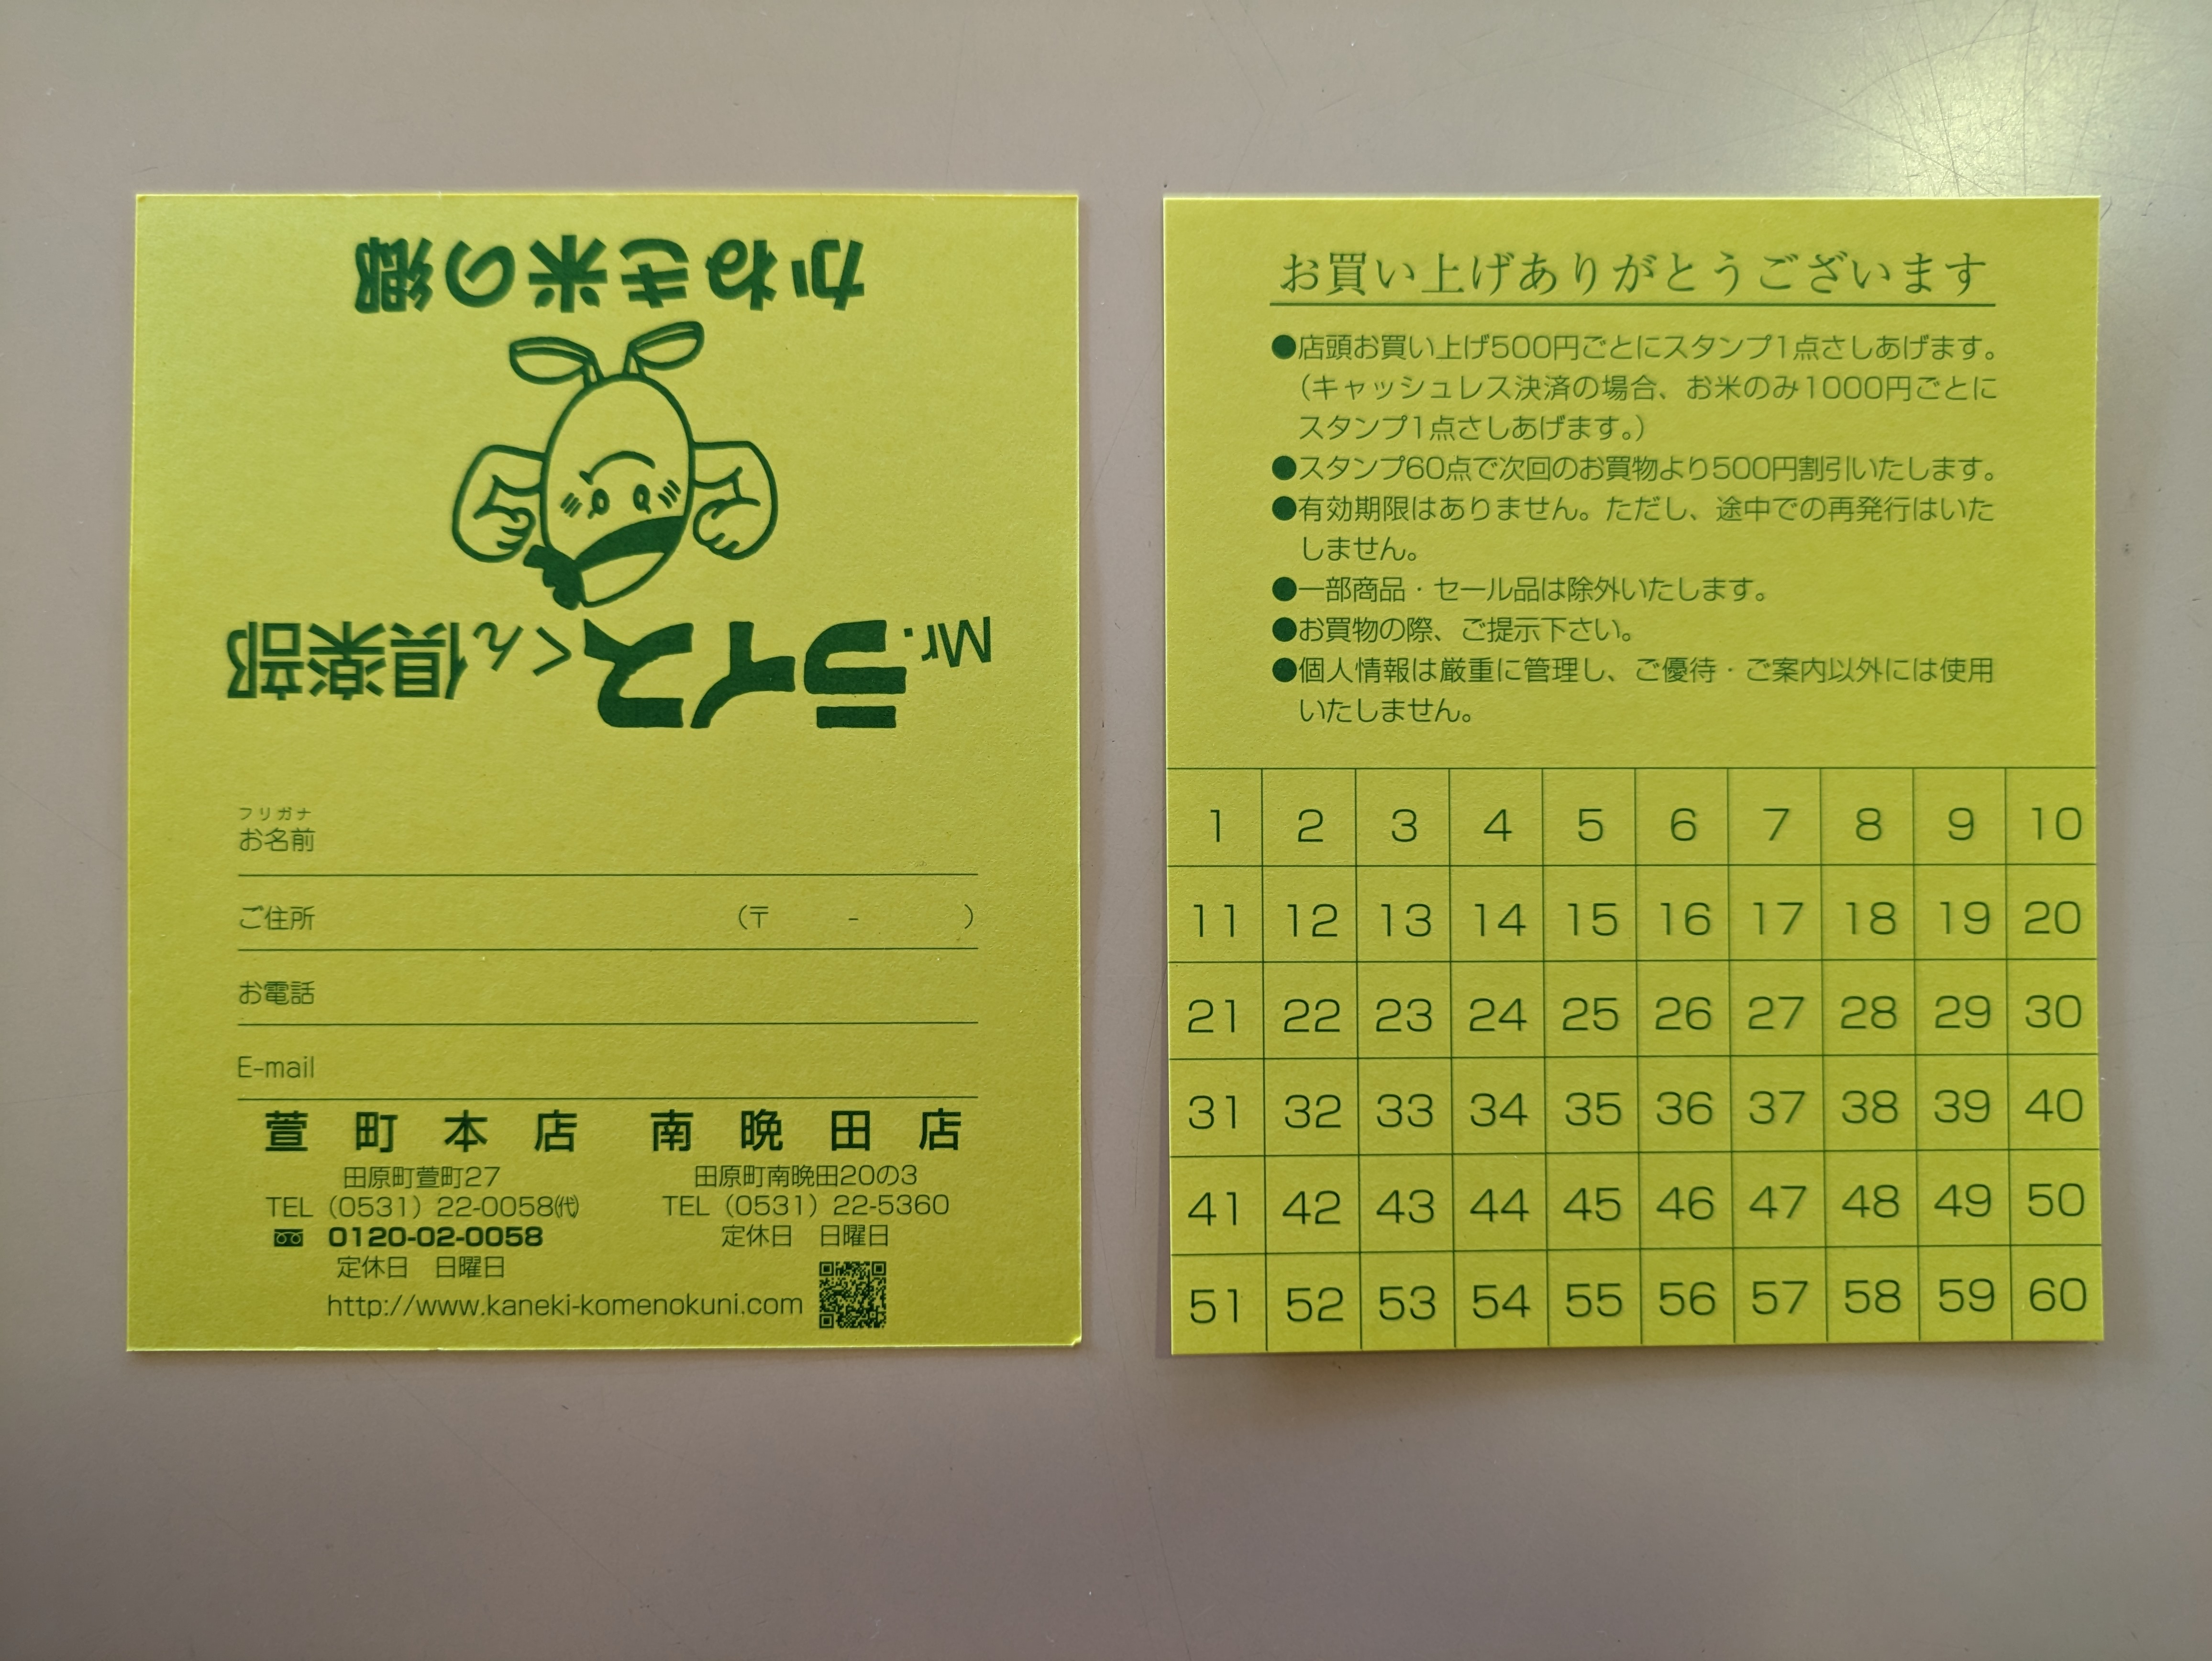 かねき米の郷
Mr.ライスくん倶楽部
フリガナ
お名前
ご住所 (〒 - )
お電話
E-mail
萱町本店
田原町萱町27
TEL（0531）22-0058㈹
0120-02-0058
定休日 日曜日
南晩田店
田原町南晩田20の3
TEL（0531）22-5360
定休日 日曜日
http://www.kaneki-komenokuni.com
お買い上げありがとうございます
●店頭お買い上げ500円ごとにスタンプ1点さしあげます。
（キャッシュレス決済の場合、お米のみ1000円ごとに
スタンプ1点さしあげます。）
●スタンプ60点で次回のお買物より500円割引いたします。
●有効期限はありません。ただし、途中での再発行はいた
しません。
●一部商品・セール品は除外いたします。
●お買物の際、ご提示下さい。
●個人情報は厳重に管理し、ご優待・ご案内以外には使用
いたしません。
1 2 3 4 5 6 7 8 9 10
11 12 13 14 15 16 17 18 19 20
21 22 23 24 25 26 27 28 29 30
31 32 33 34 35 36 37 38 39 40
41 42 43 44 45 46 47 48 49 50
51 52 53 54 55 56 57 58 59 60